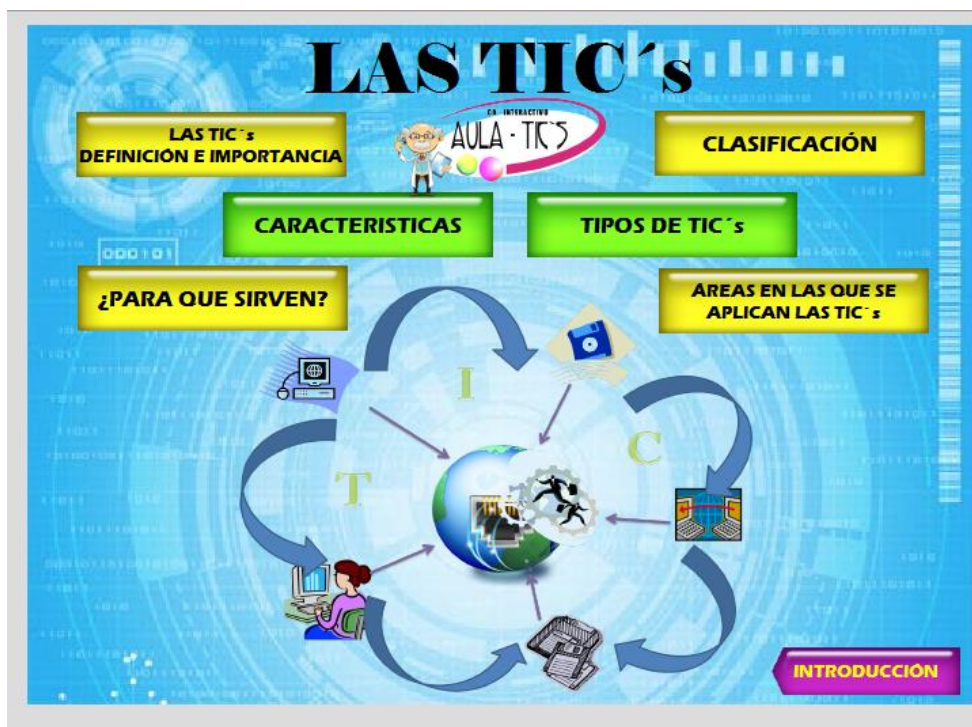 LAS TIC´s
CD. INTERACTIVO
AULA - TIC'S
LAS TIC´s
DEFINICIÓN E IMPORTANCIA
CLASIFICACIÓN
CARACTERISTICAS
TIPOS DE TIC´s
¿PARA QUE SIRVEN?
AREAS EN LAS QUE SE
APLICAN LAS TIC´s
I
C
T
000101
INTRODUCCIÓN